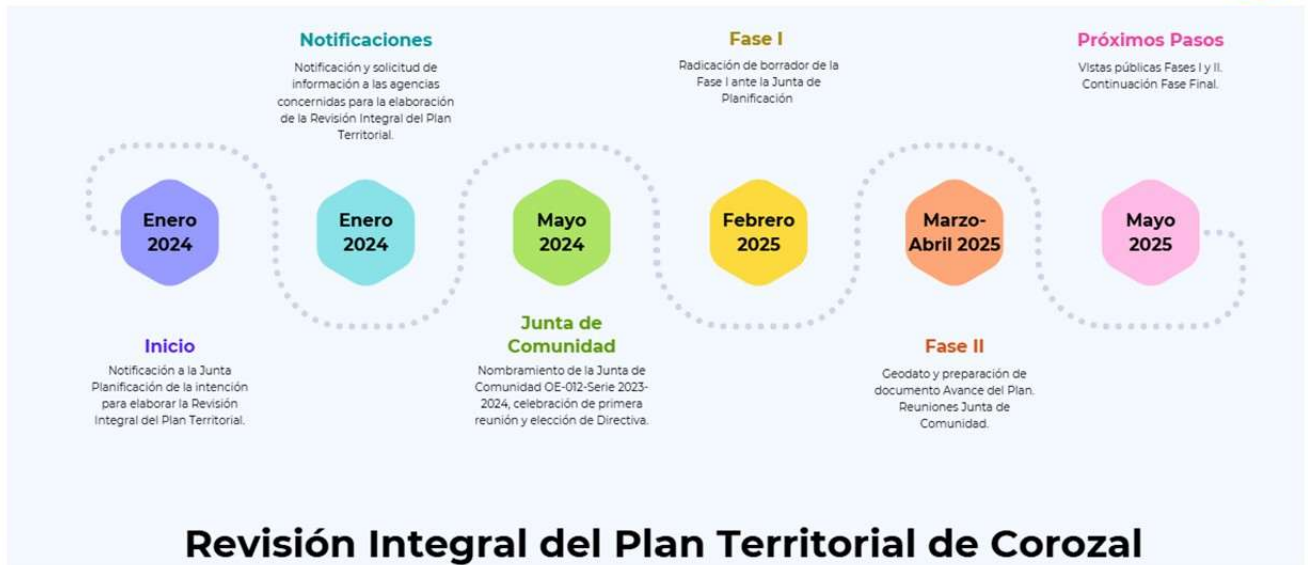 Notificaciones
Notificación y solicitud de
información a las agencias
concernidas para la elaboración
de la Revisión Integral del Plan
Territorial.
Fase I
Radicación de borrador de la
Fase I ante la Junta de
Planificación
Próximos Pasos
Vistas públicas Fases I y II.
Continuación Fase Final.
Enero
2024
Enero
2024
Mayo
2024
Febrero
2025
Marzo-
Abril 2025
Mayo
2025
Inicio
Notificación a la Junta
Planificación de la intención
para elaborar la Revisión
Integral del Plan Territorial.
Junta de
Comunidad
Nombramiento de la Junta de
Comunidad OE-012-Serie 2023-
2024, celebración de primera
reunión y elección de Directiva.
Fase II
Geodato y preparación de
documento Avance del Plan.
Reuniones Junta de
Comunidad.
Revisión Integral del Plan Territorial de Corozal